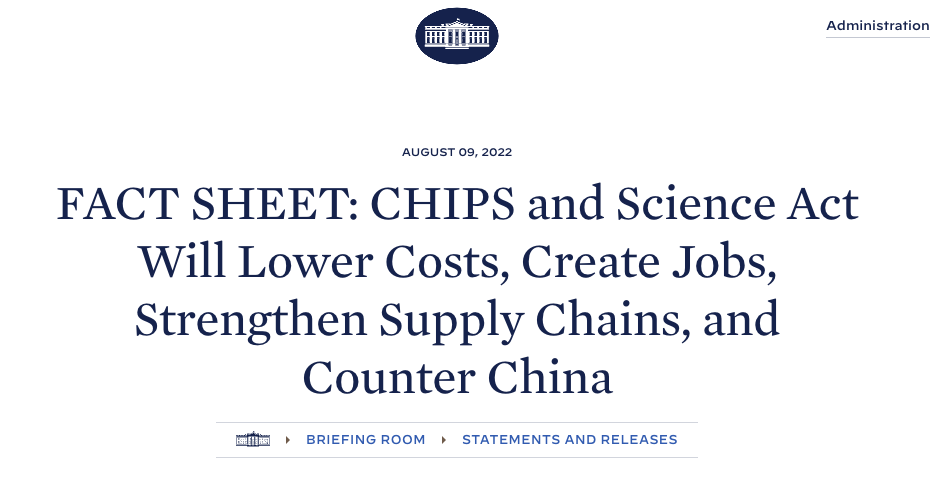 Administration
AUGUST 09, 2022
FACT SHEET: CHIPS and Science Act
Will Lower Costs, Create Jobs,
Strengthen Supply Chains, and
Counter China
BRIEFING ROOM STATEMENTS AND RELEASES